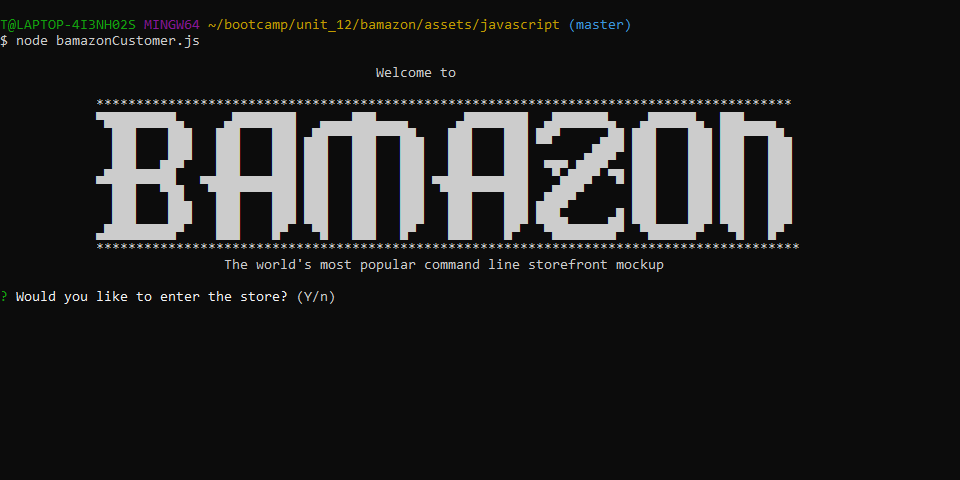 T@LAPTOP-4I3NH02S MINGW64 ~/bootcamp/unit_12/bamazon/assets/javascript (master)
$ node bamazonCustomer.js
Welcome to
***************************************************************************************
BAMAZON
****************************************************************************************
The world's most popular command line storefront mockup
? Would you like to enter the store? (Y/n)